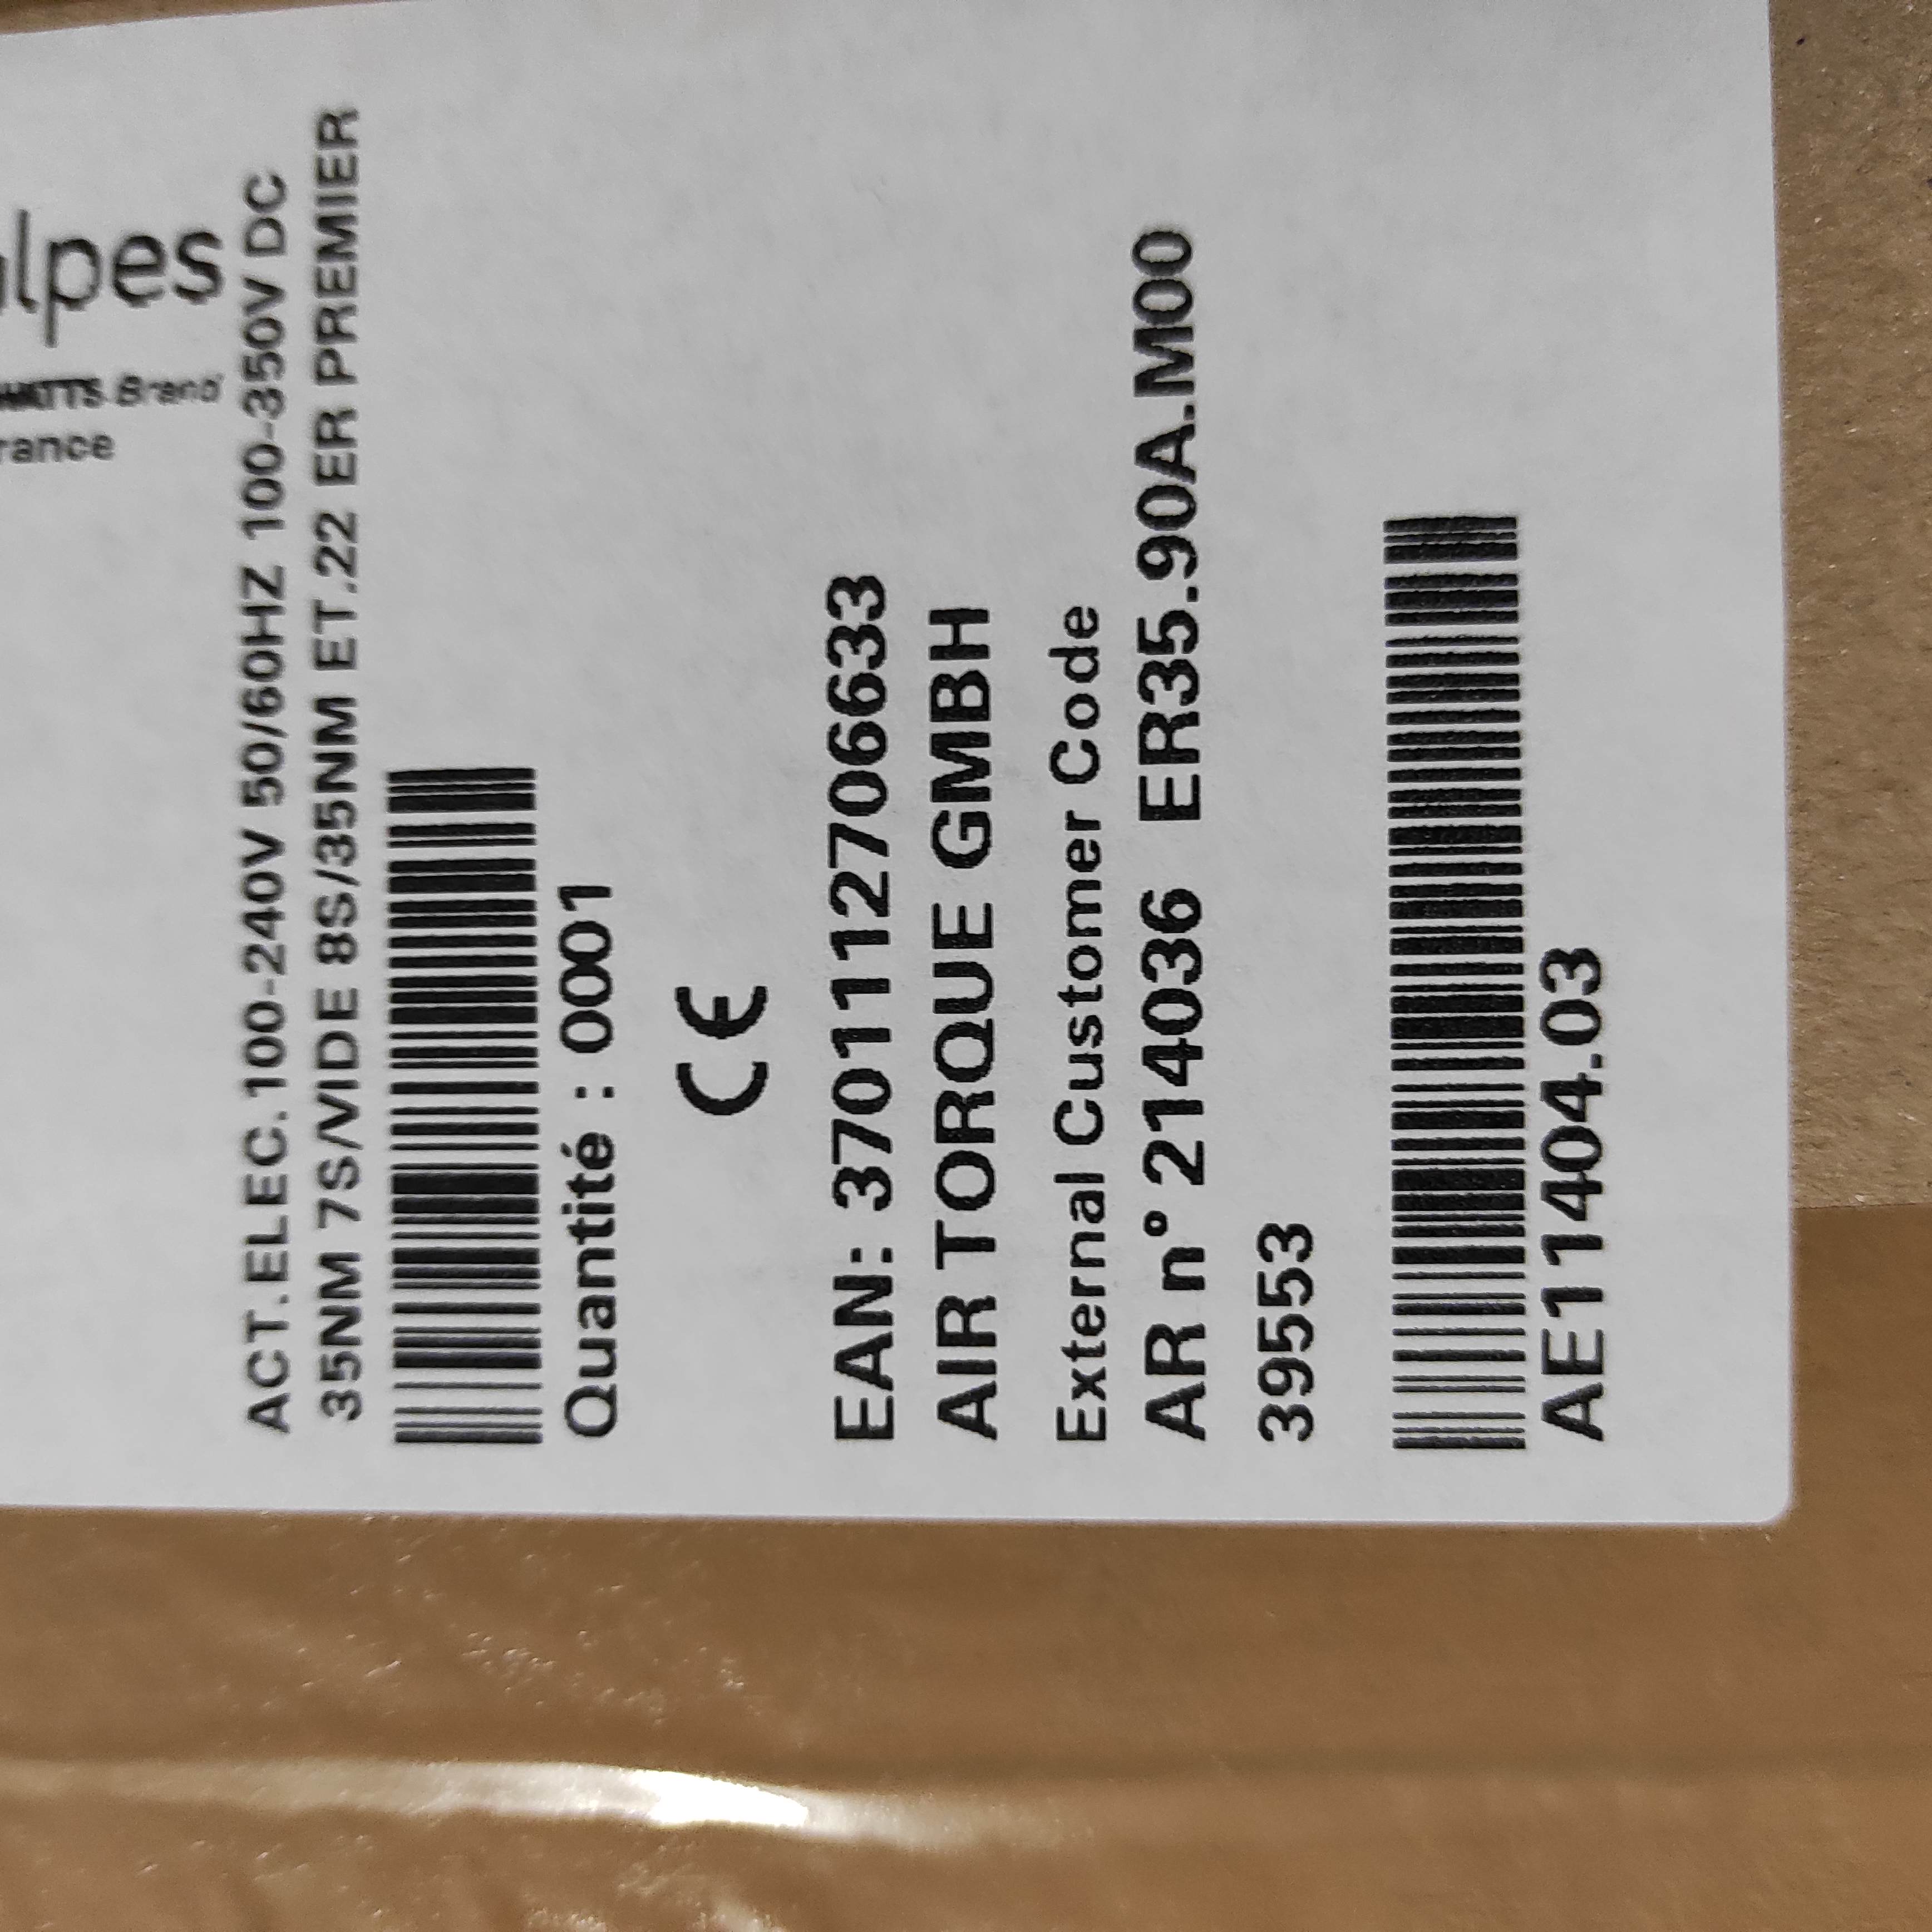 lpes
WATTS Brand
rance
ACT.ELEC.100-240V 50/60HZ 100-350V DC
35NM 7S/VIDE 8S/35NM ET.22 ER PREMIER
Quantité : 0001
CE
EAN: 3701112706633
AIR TORQUE GMBH
External Customer Code
AR n° 214036 ER35.90A.M00
39553
AE11404.03